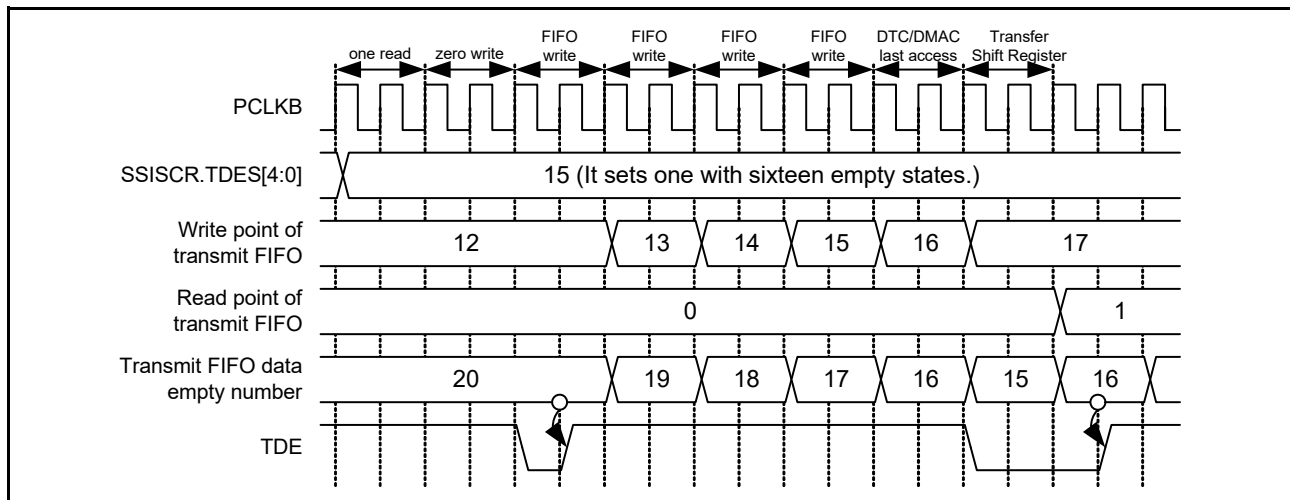 one read
zero write
FIFO
write
FIFO
write
FIFO
write
FIFO
write
DTC/DMAC
last access
Transfer
Shift Register
PCLKB
SSISCR.TDES[4:0]
15 (It sets one with sixteen empty states.)
Write point of
transmit FIFO
12 13 14 15 16 17
Read point of
transmit FIFO
0 1
Transmit FIFO data
empty number
20 19 18 17 16 15 16
TDE